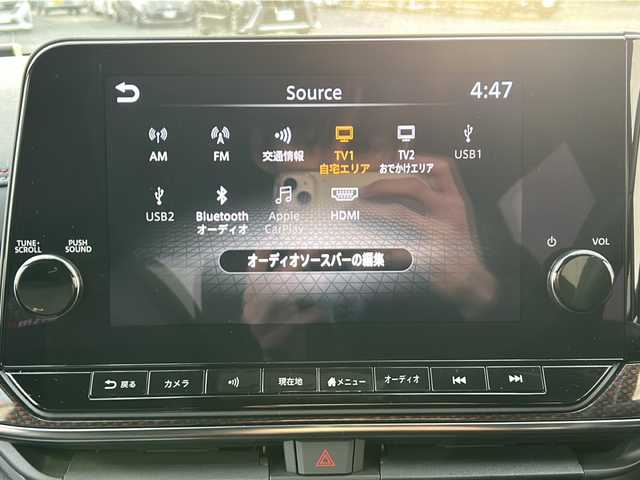 Source
4:47
AM
FM
交通情報
TV1
自宅エリア
TV2
おでかけエリア
USB1
USB2
Bluetooth
オーディオ
Apple
CarPlay
HDMI
オーディオソースバーの編集
TUNE・
SCROLL
PUSH
SOUND
VOL
戻る
カメラ
現在地
メニュー
オーディオ